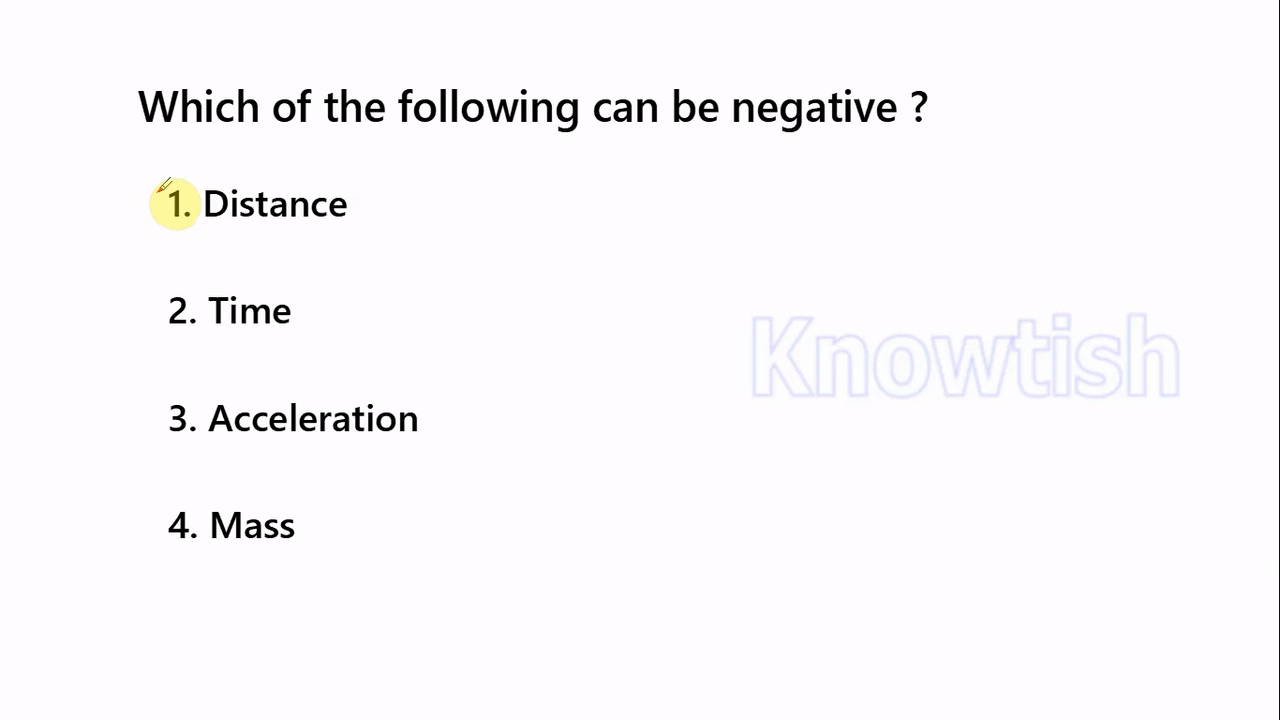 Which of the following can be negative ?
1. Distance
2. Time
Knowtish
3. Acceleration
4. Mass